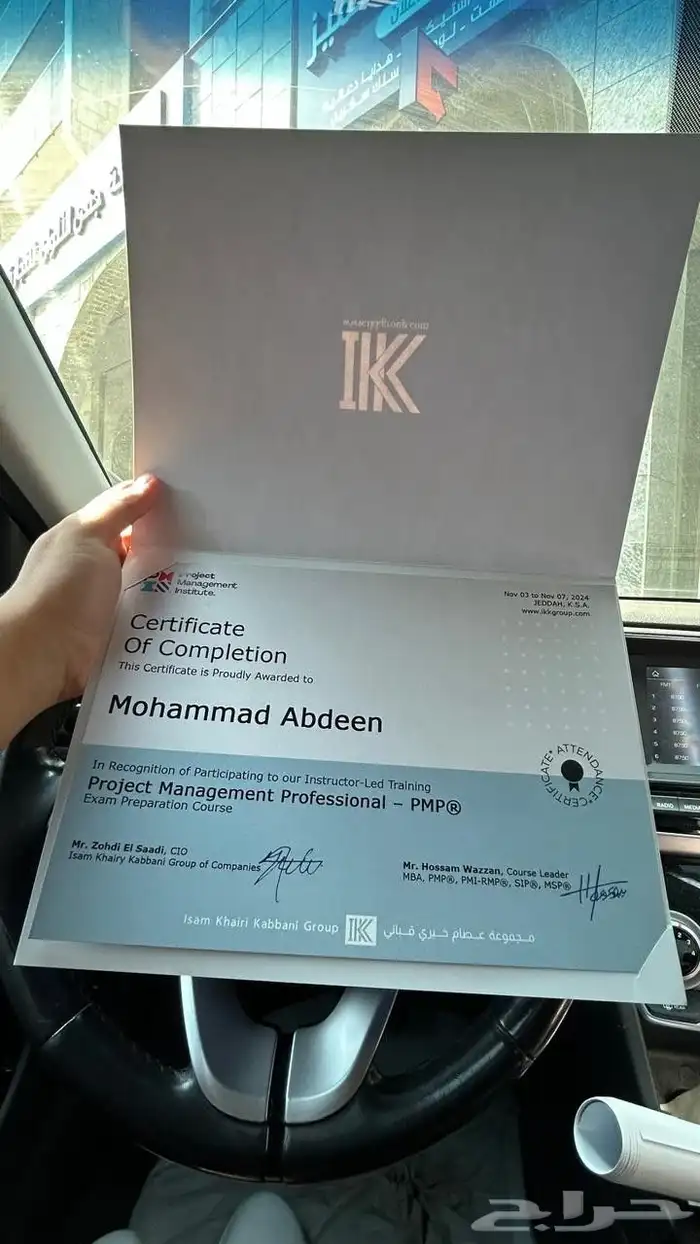 هدايا دعائية
IKK
Project
Management
Institute.
Nov 03 to Nov 07, 2024
JEDDAH, K.S.A.
www.ikkgroup.com
Certificate
Of Completion
This Certificate is Proudly Awarded to
Mohammad Abdeen
CERTIFICATE * ATTENDANCE *
In Recognition of Participating to our Instructor-Led Training
Project Management Professional – PMP®
Exam Preparation Course
Mr. Zohdi El Saadi, CIO
Isam Khairy Kabbani Group of Companies
Mr. Hossam Wazzan, Course Leader
MBA, PMP®, PMI-RMP®, SIP®, MSP®
Isam Khairi Kabbani Group IKK مجموعة عصام خيري قباني
RADIO
حراج